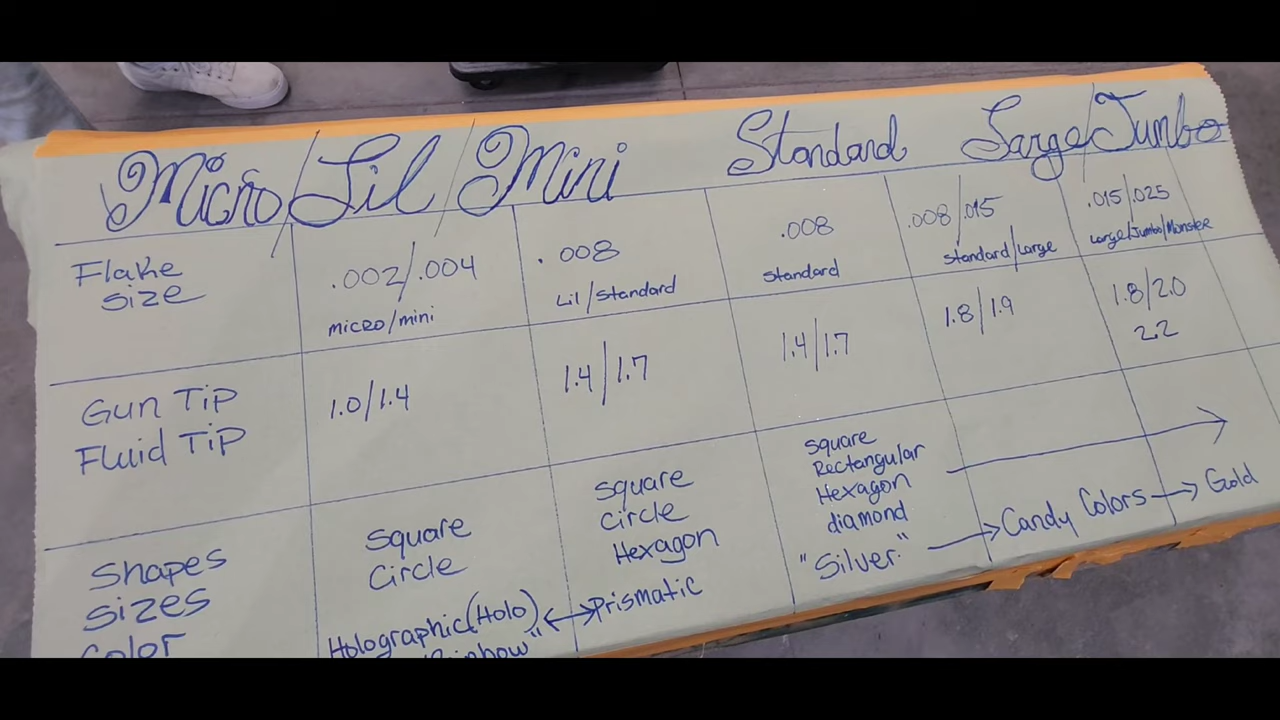 Micro/Lil/Mini Standard Large/Jumbo
Flake
size
.002/.004
micro/mini
.008
Lil/Standard
.008
Standard
.008/.015
Standard/Large
.015/.025
Large/Jumbo/Monster
Gun Tip
Fluid Tip
1.0/1.4
1.4/1.7
1.4/1.7
1.8/1.9
1.8/2.0
2.2
Shapes
Sizes
Color
Square
Circle
Holographic(Holo)
Square
Circle
Hexagon
Prismatic
Square
Rectangular
Hexagon
diamond
"Silver"
Candy Colors
Gold